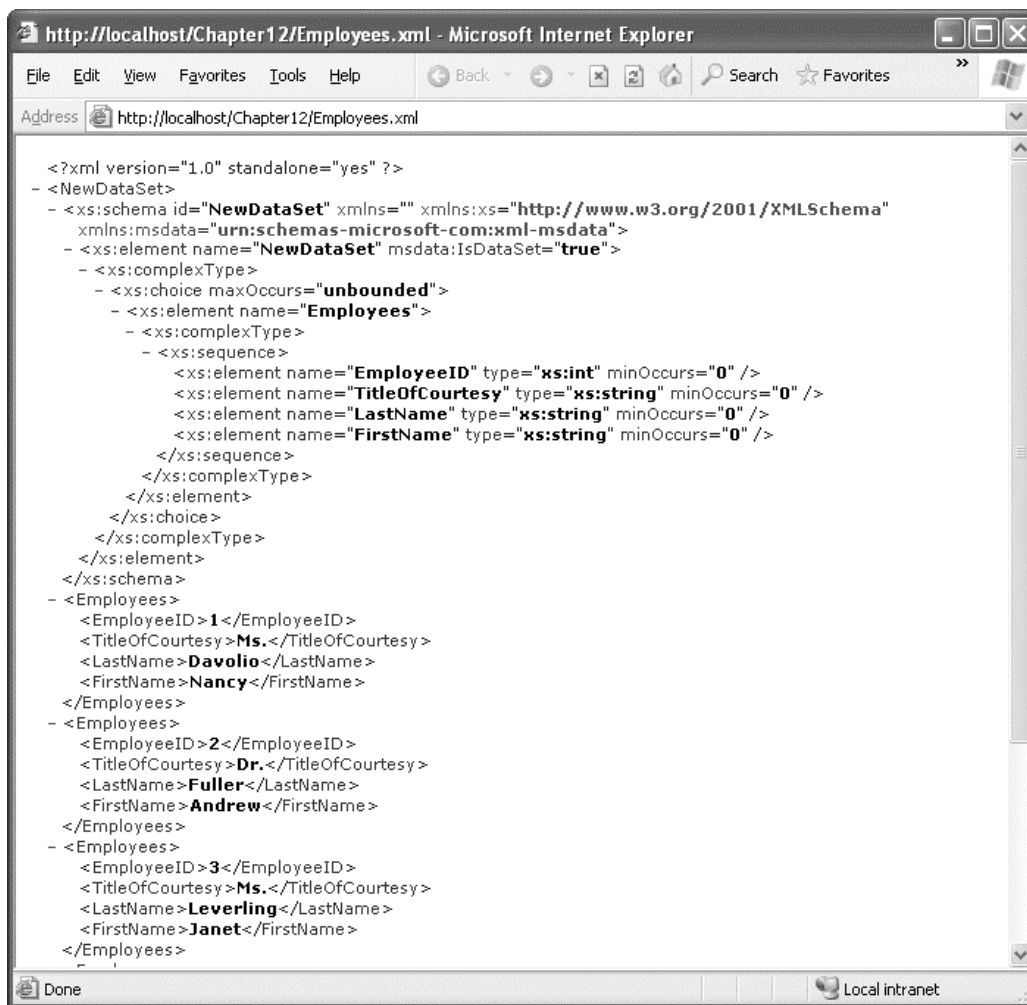 http://localhost/Chapter12/Employees.xml - Microsoft Internet Explorer
File Edit View Favorites Tools Help Back Search Favorites »
Address http://localhost/Chapter12/Employees.xml
<?xml version="1.0" standalone="yes" ?>
- <NewDataSet>
- <xs:schema id="NewDataSet" xmlns="" xmlns:xs="http://www.w3.org/2001/XMLSchema"
xmlns:msdata="urn:schemas-microsoft-com:xml-msdata">
- <xs:element name="NewDataSet" msdata:IsDataSet="true">
- <xs:complexType>
- <xs:choice maxOccurs="unbounded">
- <xs:element name="Employees">
- <xs:complexType>
- <xs:sequence>
<xs:element name="EmployeeID" type="xs:int" minOccurs="0" />
<xs:element name="TitleOfCourtesy" type="xs:string" minOccurs="0" />
<xs:element name="LastName" type="xs:string" minOccurs="0" />
<xs:element name="FirstName" type="xs:string" minOccurs="0" />
</xs:sequence>
</xs:complexType>
</xs:element>
</xs:choice>
</xs:complexType>
</xs:element>
</xs:schema>
- <Employees>
<EmployeeID>1</EmployeeID>
<TitleOfCourtesy>Ms.</TitleOfCourtesy>
<LastName>Davolio</LastName>
<FirstName>Nancy</FirstName>
</Employees>
- <Employees>
<EmployeeID>2</EmployeeID>
<TitleOfCourtesy>Dr.</TitleOfCourtesy>
<LastName>Fuller</LastName>
<FirstName>Andrew</FirstName>
</Employees>
- <Employees>
<EmployeeID>3</EmployeeID>
<TitleOfCourtesy>Ms.</TitleOfCourtesy>
<LastName>Leverling</LastName>
<FirstName>Janet</FirstName>
</Employees>
Done Local intranet